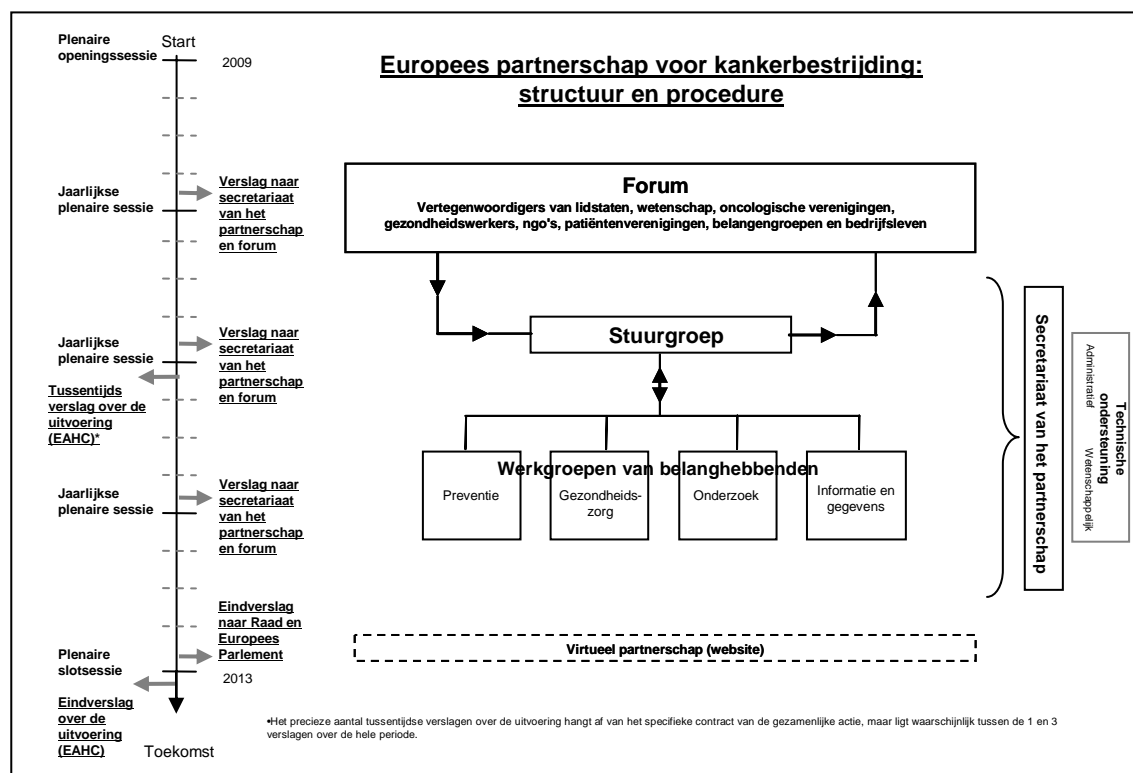 Plenaire
openingssessie
Start
2009
Europees partnerschap voor kankerbestrijding:
structuur en procedure
Jaarlijkse
plenaire sessie
Verslag naar
secretariaat
van het
partnerschap
en forum
Forum
Vertegenwoordigers van lidstaten, wetenschap, oncologische verenigingen,
gezondheidswerkers, ngo's, patiëntenverenigingen, belangengroepen en bedrijfsleven
Jaarlijkse
plenaire sessie
Verslag naar
secretariaat
van het
partnerschap
en forum
Tussentijds
verslag over de
uitvoering
(EAHC)*
Stuurgroep
Werkgroepen van belanghebbenden
Preventie
Gezondheids-
zorg
Onderzoek
Informatie en
gegevens
Secretariaat van het partnerschap
Technische
ondersteuning
Administratief
Wetenschappelijk
Jaarlijkse
plenaire sessie
Verslag naar
secretariaat
van het
partnerschap
en forum
Eindverslag
naar Raad en
Europees
Parlement
Plenaire
slotsessie
2013
Virtueel partnerschap (website)
Eindverslag
over de
uitvoering
(EAHC)
Toekomst
•Het precieze aantal tussentijdse verslagen over de uitvoering hangt af van het specifieke contract van de gezamenlijke actie, maar ligt waarschijnlijk tussen de 1 en 3
verslagen over de hele periode.